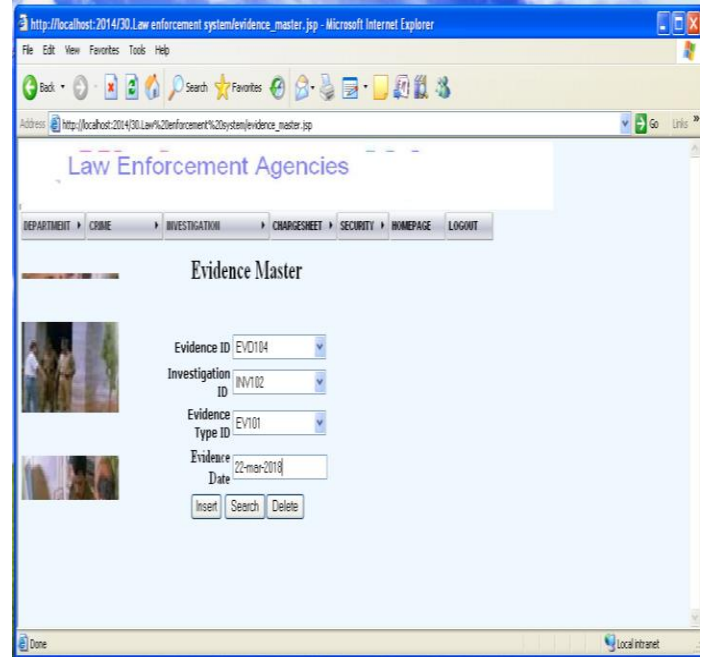 http://localhost:2014/30.Law enforcement system/evidence_master.jsp - Microsoft Internet Explorer
File Edit View Favorites Tools Help
Back Search Favorites
Address http://localhost:2014/30.Law%20enforcement%20system/evidence_master.jsp Go Links »
Law Enforcement Agencies
DEPARTMENT CRIME INVESTIGATION CHARGESHEET SECURITY HOMEPAGE LOGOUT
Evidence Master
Evidence ID EVD104
Investigation
ID INV102
Evidence
Type ID EV101
Evidence
Date 22-mar-2018
Insert Search Delete
Done Local intranet